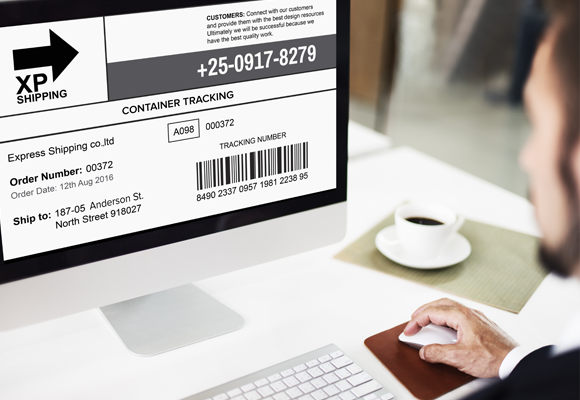 CUSTOMERS: Connect with our customers
and provide them with the best design resources
Ultimately we will be successful because we
have the best quality work.
XP
SHIPPING
+25-0917-8279
CONTAINER TRACKING
Express Shipping co,ltd
A098 000372
Order Number: 00372
Order Date: 12th Aug 2016
TRACKING NUMBER
8490 2337 0957 1981 2238 95
Ship to: 187-05 Anderson St.
North Street 918027